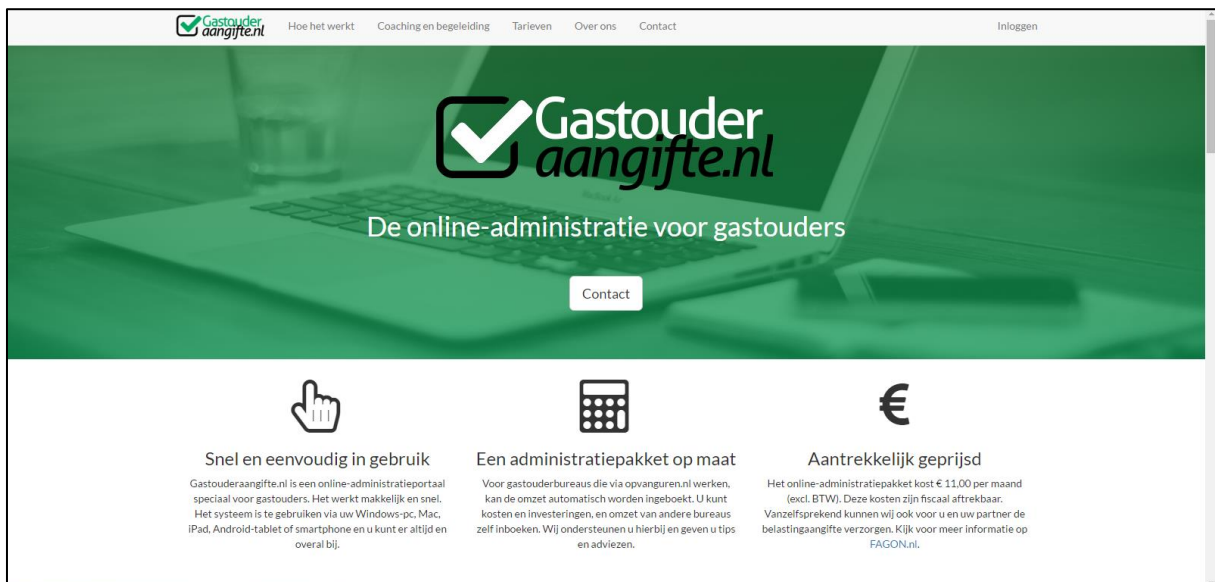 Gastouder
aangifte.nl
Hoe het werkt Coaching en begeleiding Tarieven Over ons Contact Inloggen
Gastouder
aangifte.nl
De online-administratie voor gastouders
Contact
Snel en eenvoudig in gebruik
Gastouderaangifte.nl is een online-administratieportaal
speciaal voor gastouders. Het werkt makkelijk en snel.
Het systeem is te gebruiken via uw Windows-pc, Mac,
iPad, Android-tablet of smartphone en u kunt er altijd en
overal bij.
Een administratiepakket op maat
Voor gastouderbureaus die via opvanguren.nl werken,
kan de omzet automatisch worden ingeboekt. U kunt
kosten en investeringen, en omzet van andere bureaus
zelf inboeken. Wij ondersteunen u hierbij en geven u tips
en adviezen.
Aantrekkelijk geprijsd
Het online-administratiepakket kost € 11,00 per maand
(excl. BTW). Deze kosten zijn fiscaal aftrekbaar.
Vanzelfsprekend kunnen wij ook voor u en uw partner de
belastingaangifte verzorgen. Kijk voor meer informatie op
FAGON.nl.